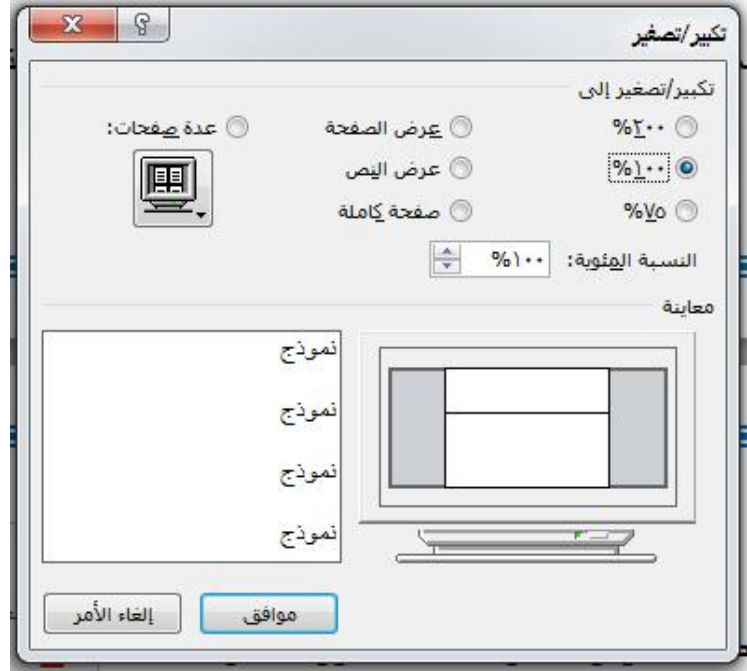 تكبير/تصغير
تكبير/تصغير إلى
%٢٠٠ عرض الصفحة عدة صفحات:
%١٠٠ عرض النص
%٧٥ صفحة كاملة
النسبة المئوية: %١٠٠
معاينة
نموذج
نموذج
نموذج
نموذج
موافق إلغاء الأمر